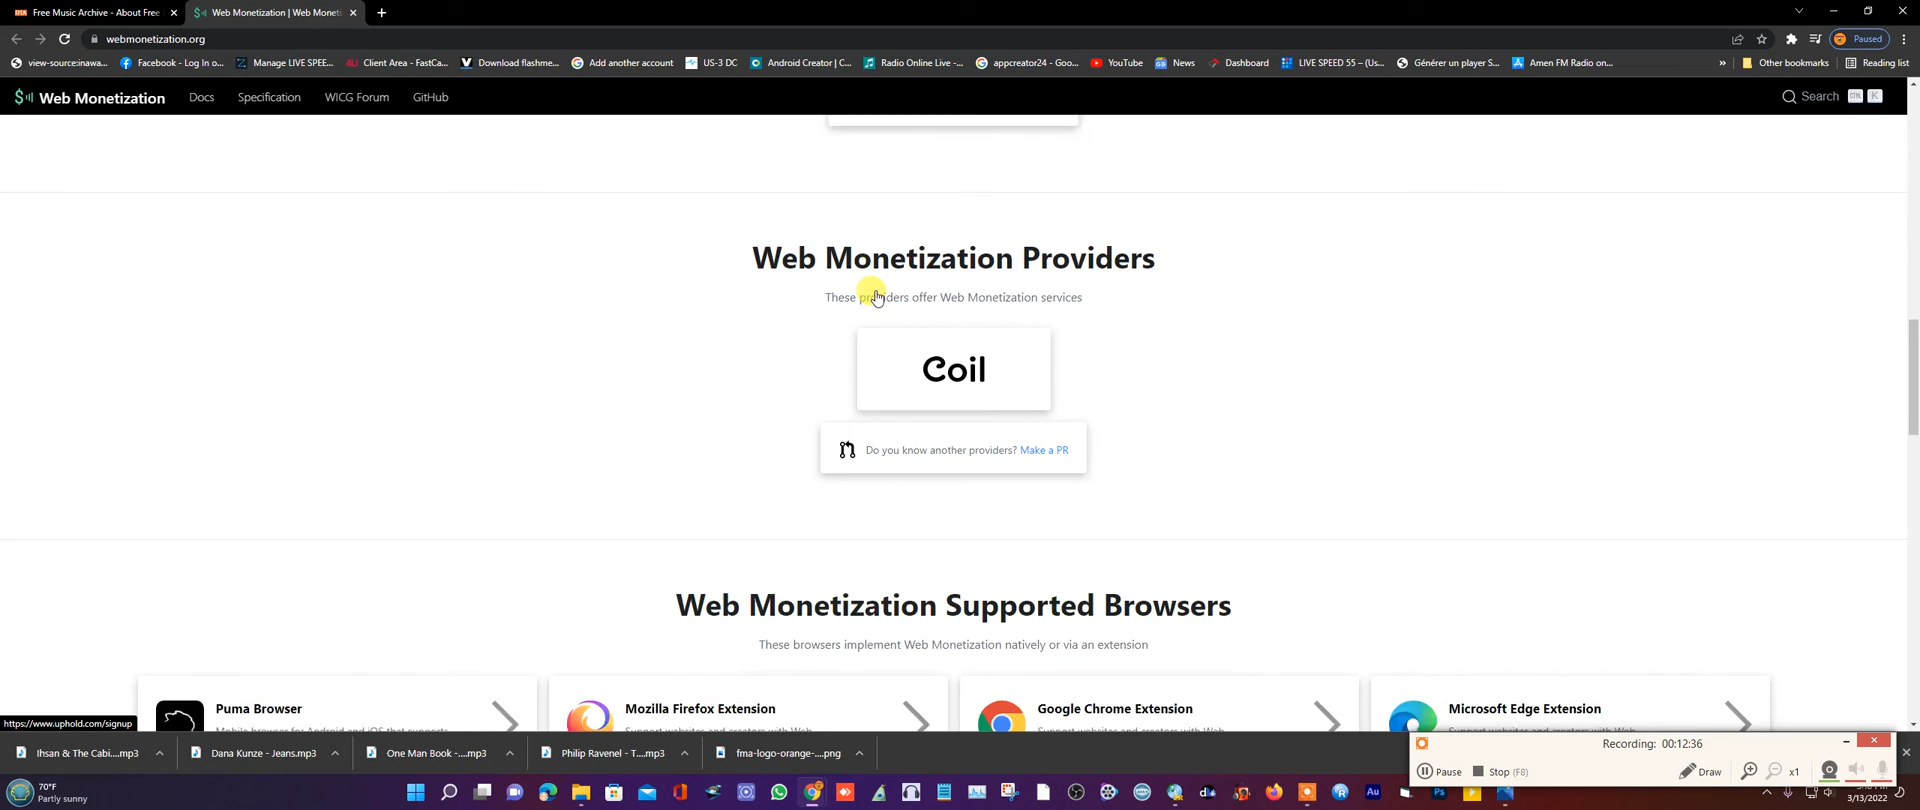 Free Music Archive - About Free
Web Monetization | Web Moneti
webmonetization.org
Paused
view-source:inawa...
Facebook - Log In o...
Manage LIVE SPEE...
Client Area - FastCa...
Download flashme...
Add another account
US-3 DC
Android Creator | C...
Radio Online Live -...
appcreator24 - Goo...
YouTube
News
Dashboard
LIVE SPEED 55 – (Us...
Générer un player S...
Amen FM Radio on...
»
Other bookmarks
Reading list
Web Monetization
Docs
Specification
WICG Forum
GitHub
Search
CTRL K
Web Monetization Providers
These providers offer Web Monetization services
Coil
Do you know another providers? Make a PR
Web Monetization Supported Browsers
These browsers implement Web Monetization natively or via an extension
Puma Browser
Mozilla Firefox Extension
Google Chrome Extension
Microsoft Edge Extension
https://www.uphold.com/signup
Recording: 00:12:36
Pause
Stop (F8)
Draw
x1
Ihsan & The Cabi....mp3
Dana Kunze - Jeans.mp3
One Man Book -....mp3
Philip Ravenel - T....mp3
fma-logo-orange-....png
70°F
Partly sunny
3/13/2022